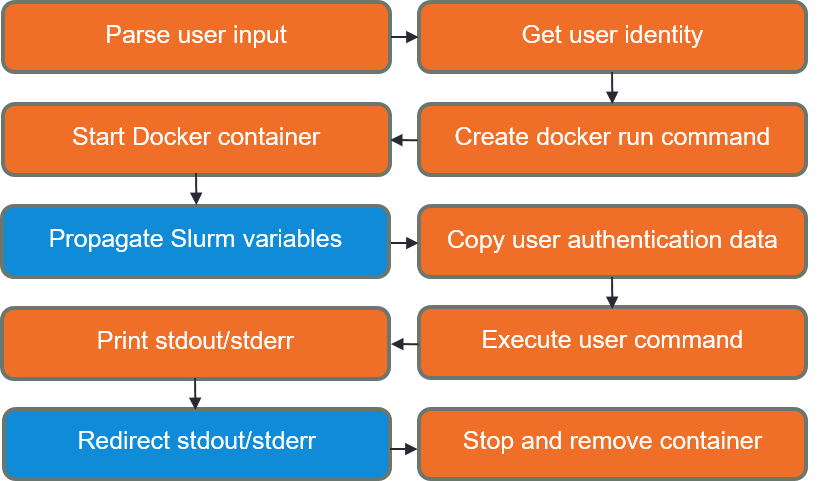 Parse user input
Get user identity
Start Docker container
Create docker run command
Propagate Slurm variables
Copy user authentication data
Print stdout/stderr
Execute user command
Redirect stdout/stderr
Stop and remove container